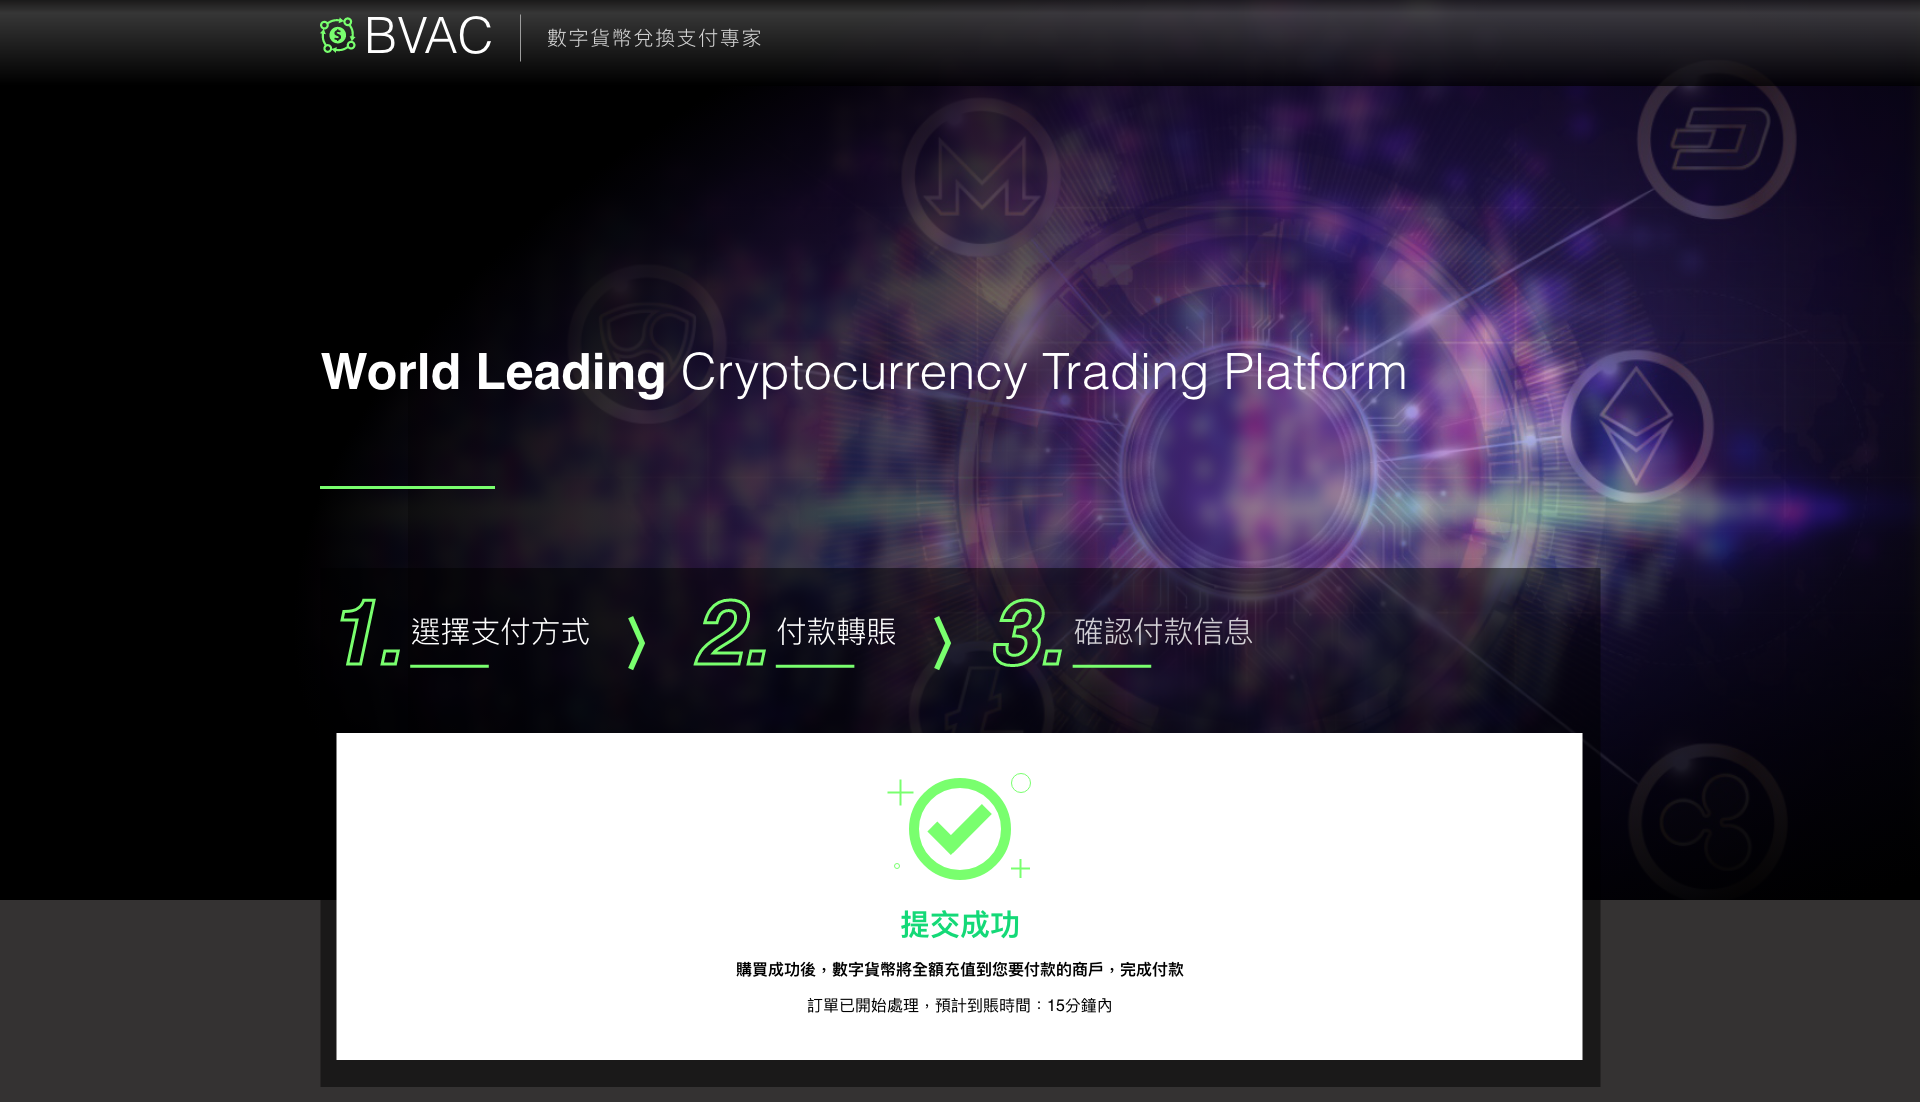 BVAC
數字貨幣兌換支付專家
World Leading Cryptocurrency Trading Platform
1. 選擇支付方式
2. 付款轉賬
3. 確認付款信息
提交成功
購買成功後，數字貨幣將全額充值到您要付款的商戶，完成付款
訂單已開始處理，預計到賬時間：15分鐘內